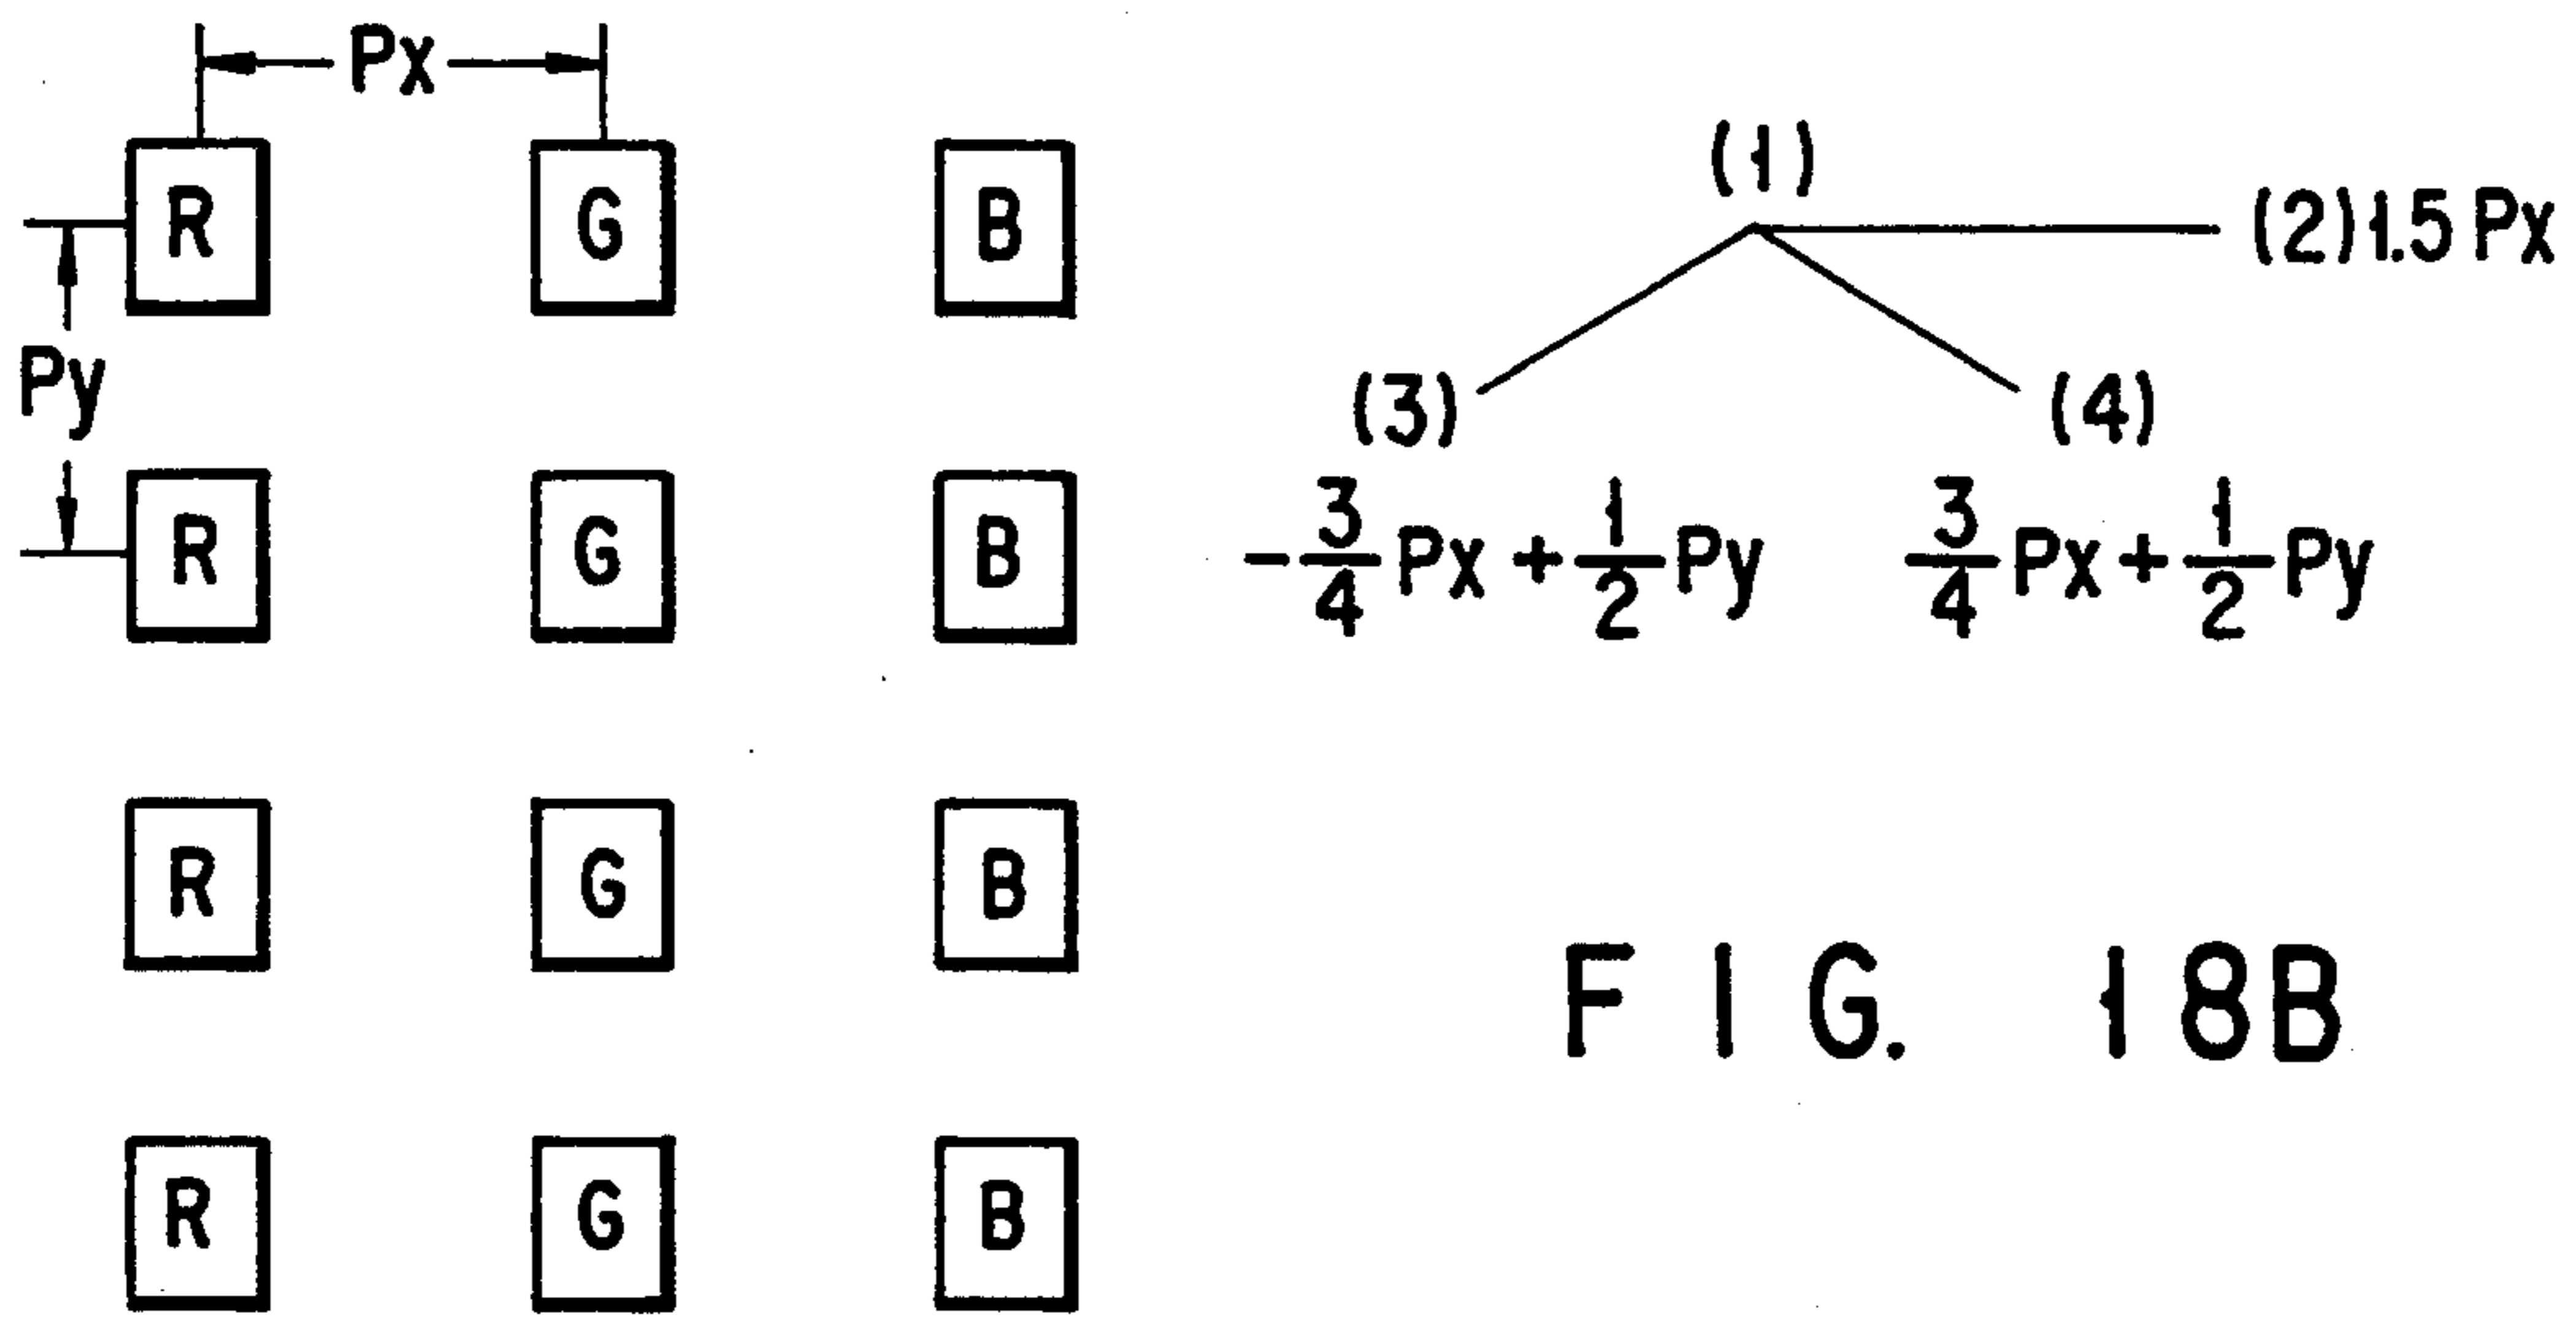 Px
R G B
(1)
(2) 1.5 Px
Py
(3) (4)
R G B
-3/4 Px + 1/2 Py 3/4 Px + 1/2 Py
R G B
FIG. 18B
R G B